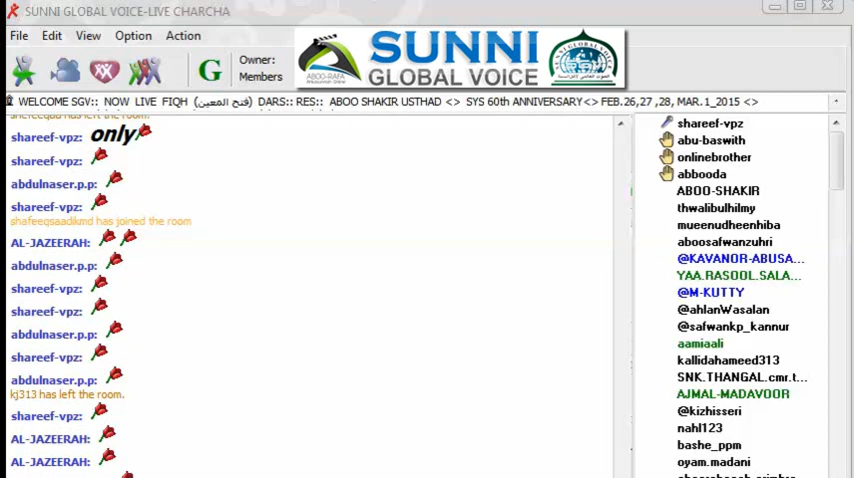 SUNNI GLOBAL VOICE-LIVE CHARCHA
File Edit View Option Action
G
Owner:
Members
ABOO-RAFA
SUNNI
GLOBAL VOICE
WELCOME SGV:: NOW LIVE FIQH (فتح المعين) DARS:: RES:: ABOO SHAKIR USTHAD <> SYS 60th ANNIVERSARY<> FEB.26,27 ,28, MAR.1_2015 <>
has left the room.
shareef-vpz: only
shareef-vpz:
abdulnaser.p.p:
shareef-vpz:
shafeeqsaadikmd has joined the room
AL-JAZEERAH:
abdulnaser.p.p:
shareef-vpz:
shareef-vpz:
abdulnaser.p.p:
shareef-vpz:
abdulnaser.p.p:
kj313 has left the room.
shareef-vpz:
AL-JAZEERAH:
AL-JAZEERAH:
shareef-vpz
abu-baswith
onlinebrother
abbooda
ABOO-SHAKIR
thwalibulhilmy
mueenudheenhiba
aboosafwanzuhri
@KAVANOR-ABUSA...
YAA.RASOOL.SALA...
@M-KUTTY
@ahlanWasalan
@safwankp_kannur
aamiaali
kallidahameed313
SNK.THANGAL.cmr.t...
AJMAL-MADAVOOR
@kizhisseri
nahl123
bashe_ppm
oyam.madani